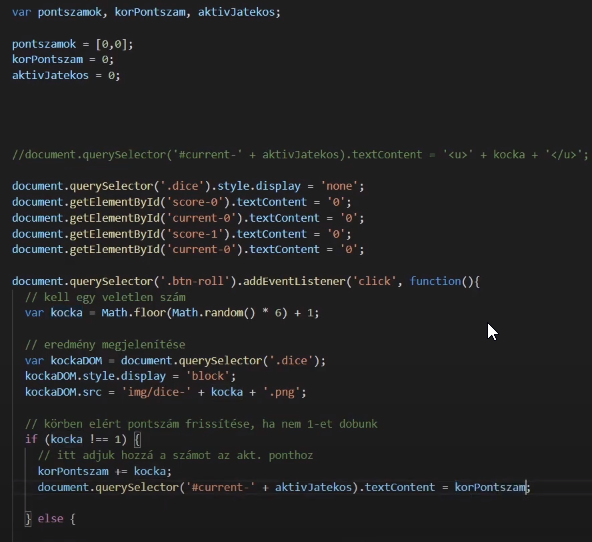 var pontszamok, korPontszam, aktivJatekos;
pontszamok = [0,0];
korPontszam = 0;
aktivJatekos = 0;
//document.querySelector('#current-' + aktivJatekos).textContent = '<u>' + kocka + '</u>';
document.querySelector('.dice').style.display = 'none';
document.getElementById('score-0').textContent = '0';
document.getElementById('current-0').textContent = '0';
document.getElementById('score-1').textContent = '0';
document.getElementById('current-0').textContent = '0';
document.querySelector('.btn-roll').addEventListener('click', function(){
// kell egy veletlen szám
var kocka = Math.floor(Math.random() * 6) + 1;
// eredmény megjelenítése
var kockaDOM = document.querySelector('.dice');
kockaDOM.style.display = 'block';
kockaDOM.src = 'img/dice-' + kocka + '.png';
// körben elért pontszám frissítése, ha nem 1-et dobunk
if (kocka !== 1) {
// itt adjuk hozzá a számot az akt. ponthoz
korPontszam += kocka;
document.querySelector('#current-' + aktivJatekos).textContent = korPontszam;
} else {